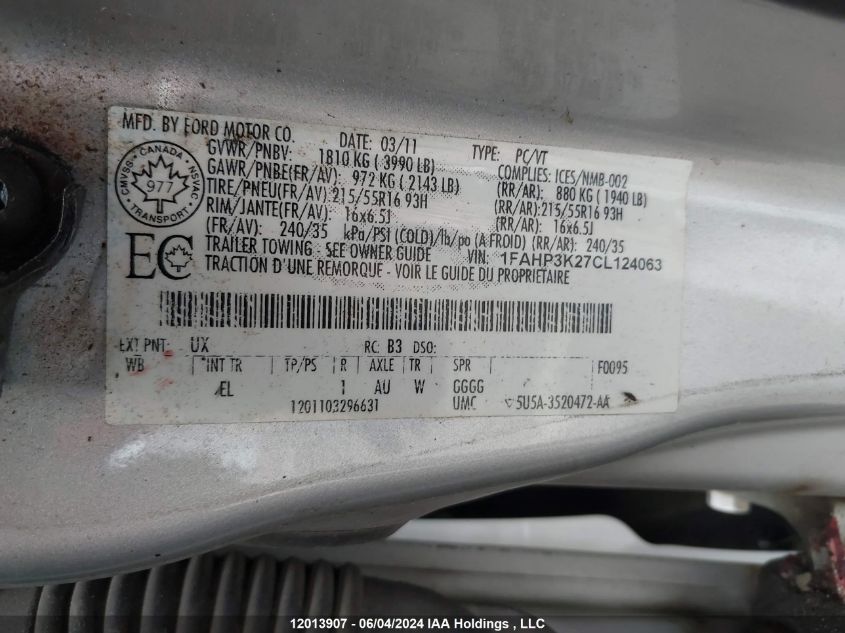 MFD. BY FORD MOTOR CO.
DATE: 03/11 TYPE: PC/VT
GVWR/PNBV: 1810 KG ( 3990 LB) COMPLIES: ICES/NMB-002
GAWR/PNBE(FR/AV): 972 KG ( 2143 LB) (RR/AR): 880 KG ( 1940 LB)
TIRE/PNEU(FR/AV): 215/55R16 93H (RR/AR): 215/55R16 93H
RIM/JANTE(FR/AV): 16x6.5J (RR/AR): 16x6.5J
(FR/AV): 240/35 kPa/PSI (COLD)/lb/po (A FROID) (RR/AR): 240/35
TRAILER TOWING : SEE OWNER GUIDE VIN: 1FAHP3K27CL124063
TRACTION D'UNE REMORQUE - VOIR LE GUIDE DU PROPRIETAIRE
CANADA
CMVSS 977 NSVAC
TRANSPORT
EC
EXT PNT: UX RC: B3 DSO:
WB INT TR TP/PS R AXLE TR SPR F0095
EL 1 AU W GGGG
1201103296631 UMC 5U5A-3520472-AA
12013907 - 06/04/2024 IAA Holdings , LLC